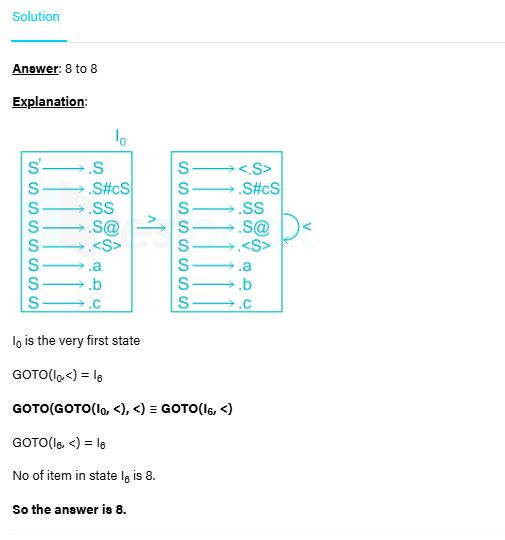 Solution
Answer: 8 to 8
Explanation:
I₀
S' ⟶ .S
S ⟶ .S#cS
S ⟶ .SS
S ⟶ .S@
S ⟶ .<S>
S ⟶ .a
S ⟶ .b
S ⟶ .c
>
S ⟶ <.S>
S ⟶ .S#cS
S ⟶ .SS
S ⟶ .S@
S ⟶ .<S>
S ⟶ .a
S ⟶ .b
S ⟶ .c
<
I₀ is the very first state
GOTO(I₀,<) = I₆
GOTO(GOTO(I₀, <), <) ≡ GOTO(I₆, <)
GOTO(I₆, <) = I₆
No of item in state I₆ is 8.
So the answer is 8.